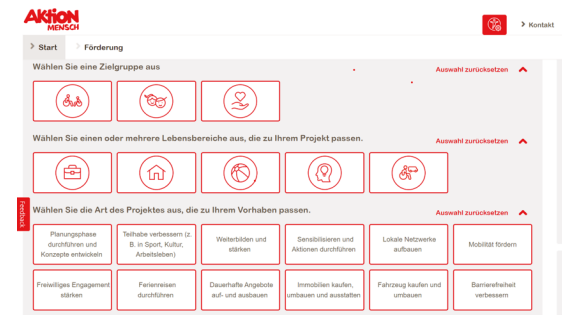 AKTION
MENSCH
Kontakt
Start
Förderung
Wählen Sie eine Zielgruppe aus
Auswahl zurücksetzen
Wählen Sie einen oder mehrere Lebensbereiche aus, die zu Ihrem Projekt passen.
Auswahl zurücksetzen
Feedback
Wählen Sie die Art des Projektes aus, die zu Ihrem Vorhaben passen.
Auswahl zurücksetzen
Planungsphase
durchführen und
Konzepte entwickeln
Teilhabe verbessern (z.
B. in Sport, Kultur,
Arbeitsleben)
Weiterbilden und
stärken
Sensibilisieren und
Aktionen durchführen
Lokale Netzwerke
aufbauen
Mobilität fördern
Freiwilliges Engagement
stärken
Ferienreisen
durchführen
Dauerhafte Angebote
auf- und ausbauen
Immobilien kaufen,
umbauen und ausstatten
Fahrzeug kaufen und
umbauen
Barrierefreiheit
verbessern